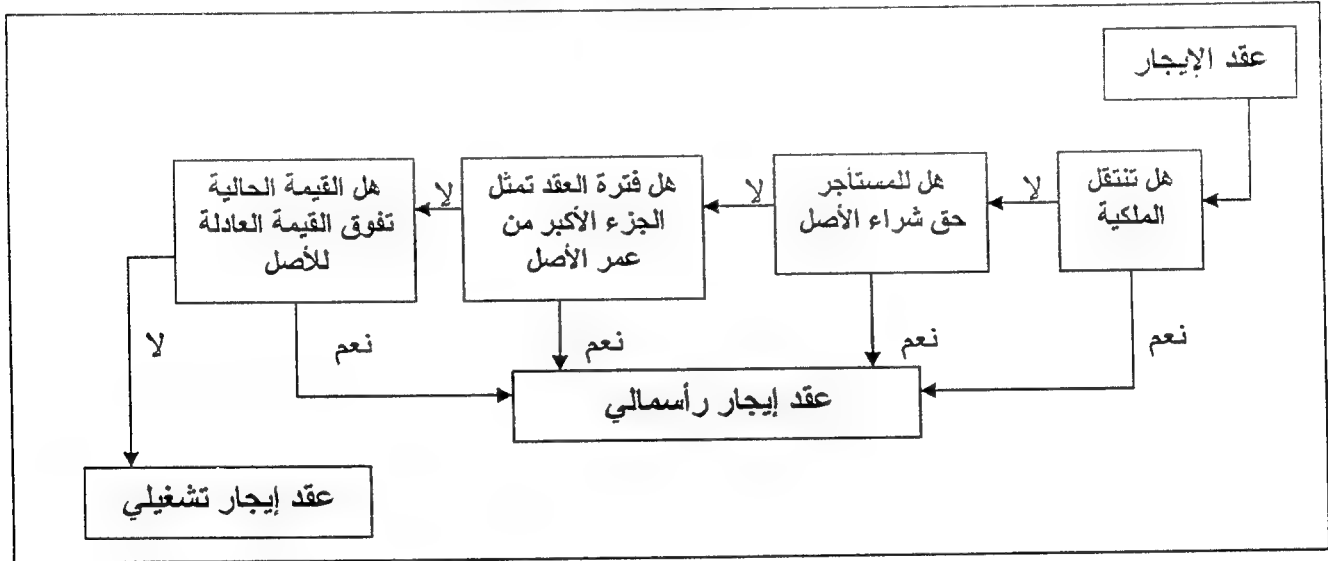 عقد الإيجار
هل تنتقل
الملكية
لا
هل للمستأجر
حق شراء الأصل
لا
هل فترة العقد تمثل
الجزء الأكبر من
عمر الأصل
لا
هل القيمة الحالية
تفوق القيمة العادلة
للأصل
نعم
نعم
نعم
نعم
لا
عقد إيجار رأسمالي
عقد إيجار تشغيلي